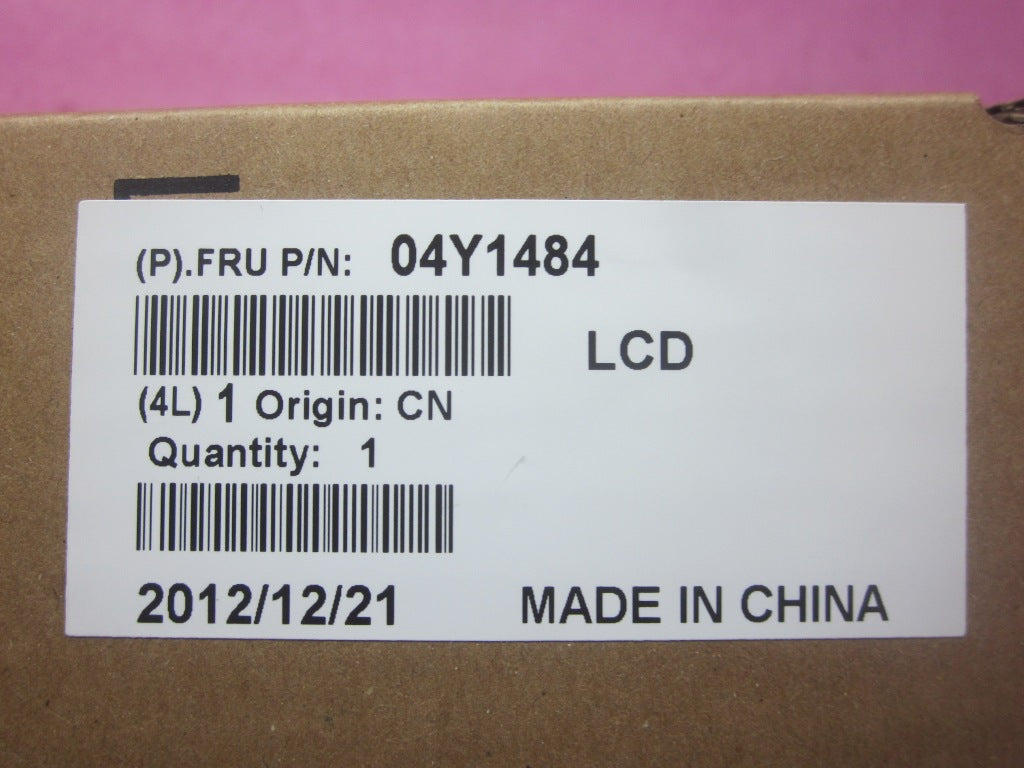 (P).FRU P/N: 04Y1484
LCD
(4L) 1 Origin: CN
Quantity: 1
2012/12/21 MADE IN CHINA